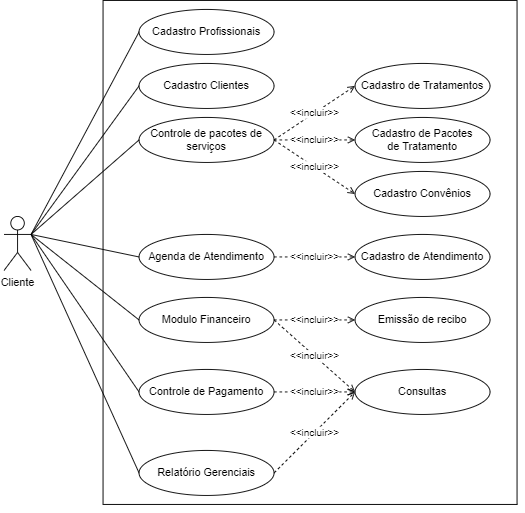 Cadastro Profissionais
Cadastro Clientes
Cadastro de Tratamentos
<<incluir>>
Controle de pacotes de
serviços
<<incluir>>
Cadastro de Pacotes
de Tratamento
<<incluir>>
Cadastro Convênios
Cliente
Agenda de Atendimento
<<incluir>>
Cadastro de Atendimento
Modulo Financeiro
<<incluir>>
Emissão de recibo
<<incluir>>
Controle de Pagamento
<<incluir>>
Consultas
<<incluir>>
Relatório Gerenciais